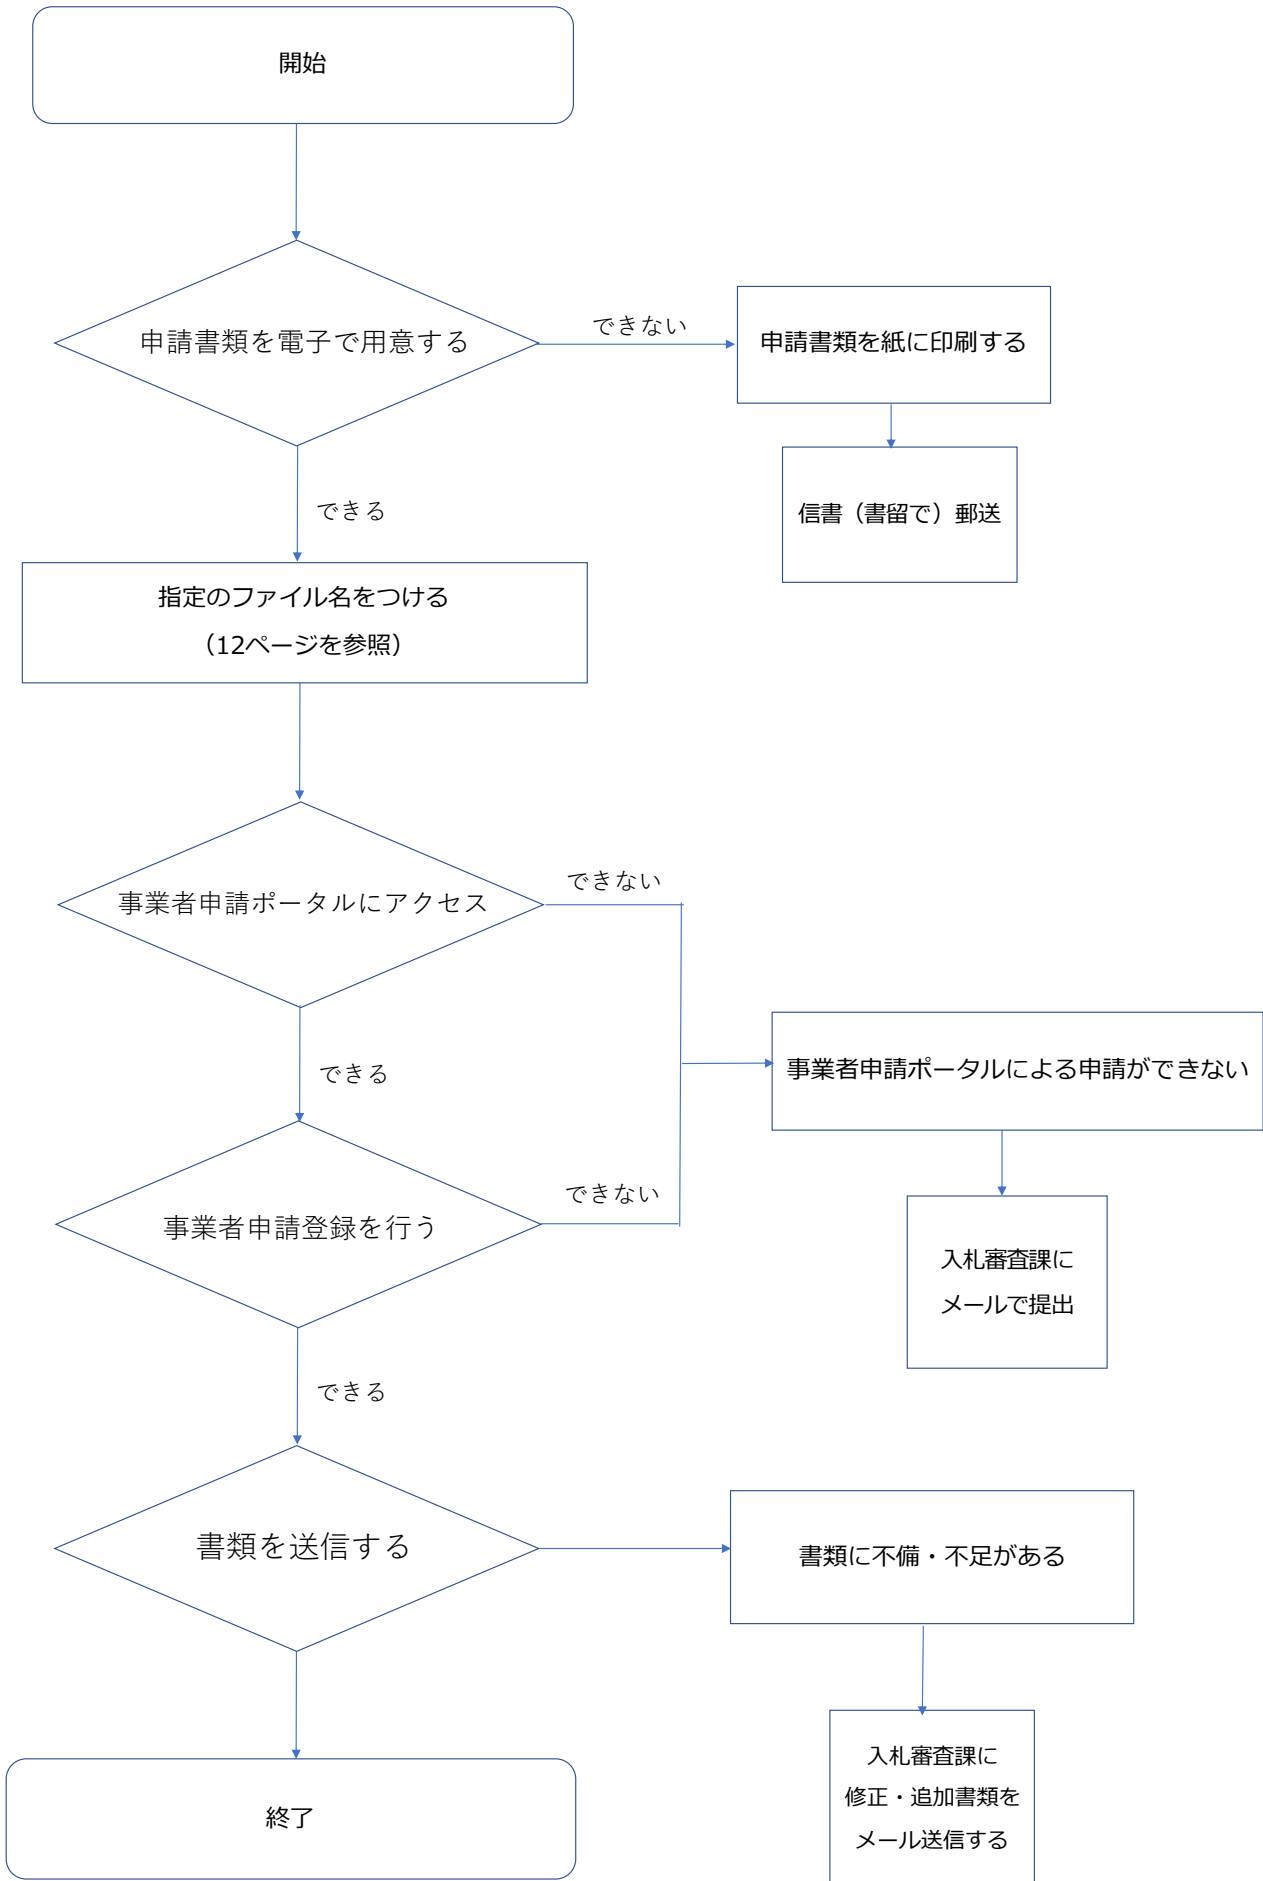 開始
申請書類を電子で用意する
できない
申請書類を紙に印刷する
信書（書留で）郵送
できる
指定のファイル名をつける
（12ページを参照）
事業者申請ポータルにアクセス
できない
できる
事業者申請ポータルによる申請ができない
事業者申請登録を行う
できない
入札審査課に
メールで提出
できる
書類を送信する
書類に不備・不足がある
入札審査課に
修正・追加書類を
メール送信する
終了